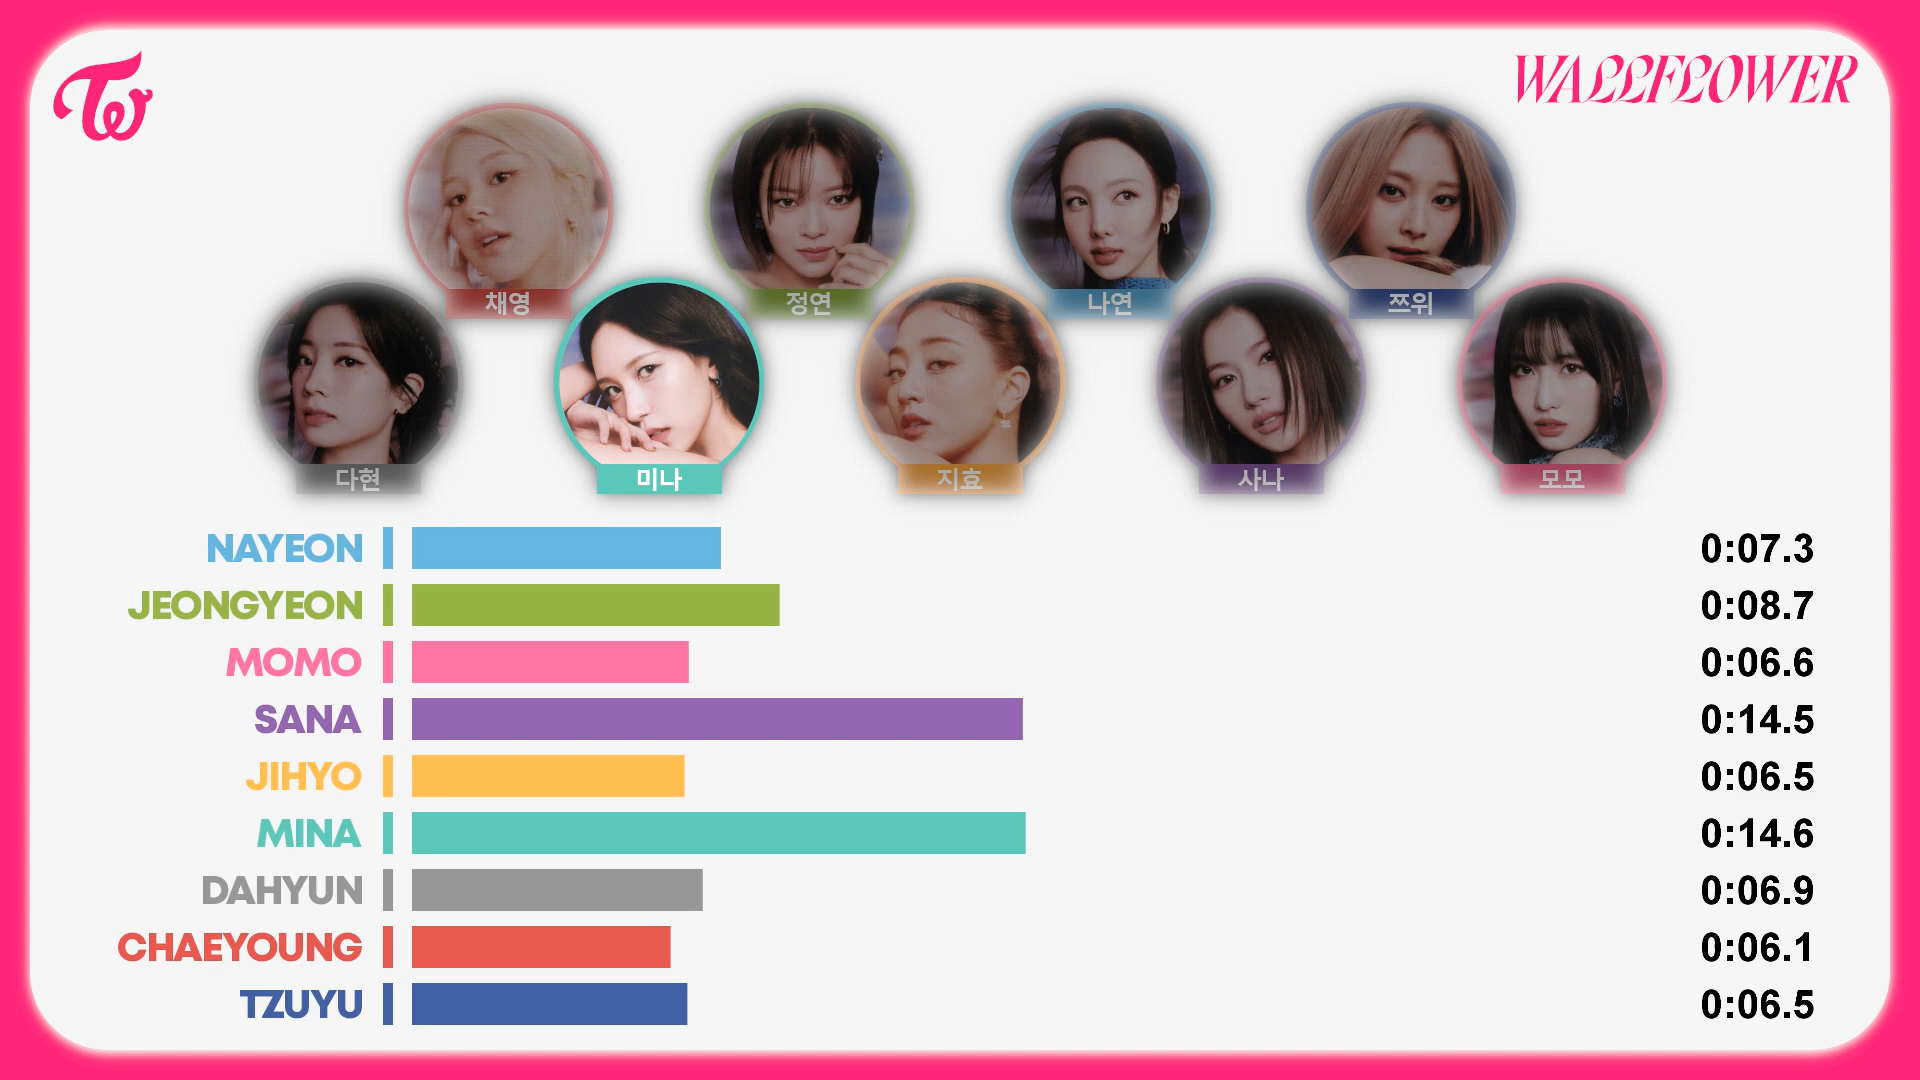 TW
WALLFLOWER
채영
정연
나연
쯔위
다현
미나
지효
사나
모모
NAYEON 0:07.3
JEONGYEON 0:08.7
MOMO 0:06.6
SANA 0:14.5
JIHYO 0:06.5
MINA 0:14.6
DAHYUN 0:06.9
CHAEYOUNG 0:06.1
TZUYU 0:06.5